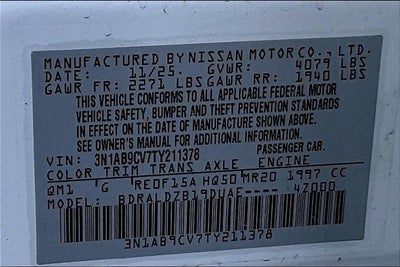 MANUFACTURED BY NISSAN MOTOR CO., LTD.
DATE: 11/25. GVWR: 4079 LBS
GAWR FR: 2271 LBS GAWR RR: 1940 LBS
THIS VEHICLE CONFORMS TO ALL APPLICABLE FEDERAL MOTOR
VEHICLE SAFETY, BUMPER AND THEFT PREVENTION STANDARDS
IN EFFECT ON THE DATE OF MANUFACTURE SHOWN ABOVE.
SEE OWNER'S MANUAL FOR ADDITIONAL INFORMATION.
VIN: 3N1AB9CV7TY211378 PASSENGER CAR.
COLOR TRIM TRANS AXLE ENGINE
QM1 G RE0F15A HQ50 MR20 1997 CC
MODEL: BDRALDZB19DUAF---- 4Z000
3N1AB9CV7TY211378